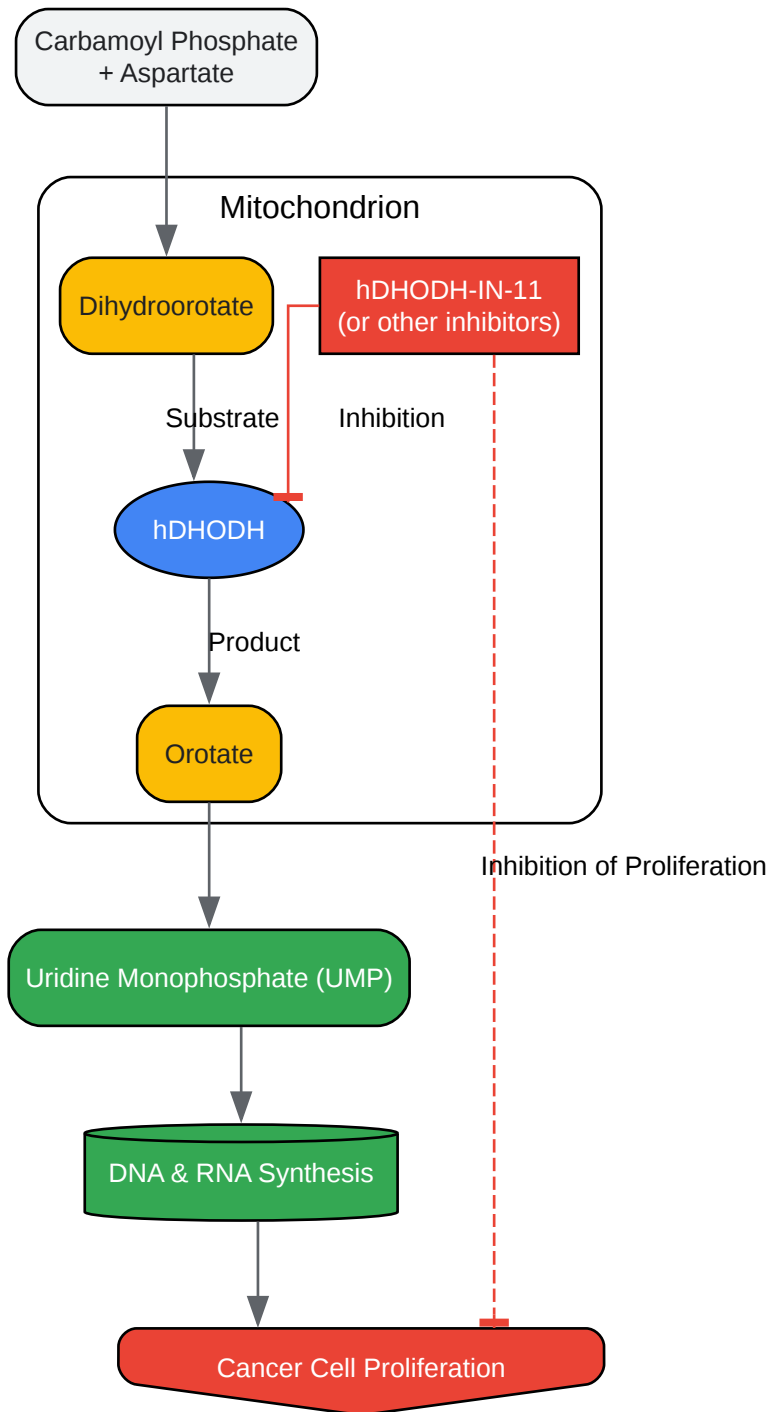 Carbamoyl Phosphate
+ Aspartate
Mitochondrion
Dihydroorotate
hDHODH-IN-11
(or other inhibitors)
Substrate
Inhibition
hDHODH
Product
Orotate
Inhibition of Proliferation
Uridine Monophosphate (UMP)
DNA & RNA Synthesis
Cancer Cell Proliferation